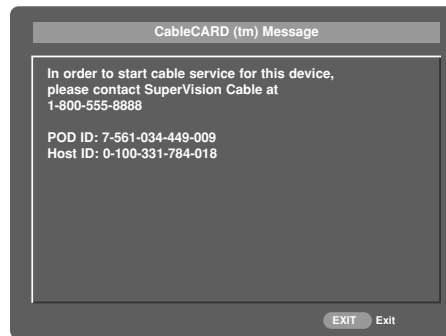 CableCARD (tm) Message
In order to start cable service for this device,
please contact SuperVision Cable at
1-800-555-8888
POD ID: 7-561-034-449-009
Host ID: 0-100-331-784-018
EXIT Exit